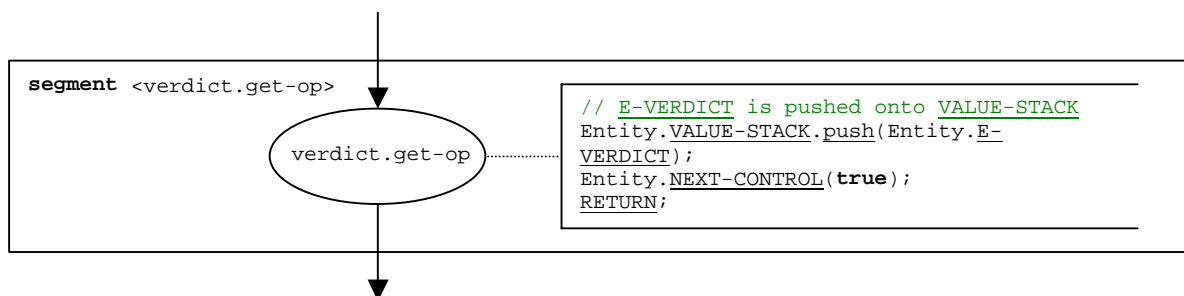 segment <verdict.get-op>
verdict.get-op
// E-VERDICT is pushed onto VALUE-STACK
Entity.VALUE-STACK.push(Entity.E-
VERDICT);
Entity.NEXT-CONTROL(true);
RETURN;